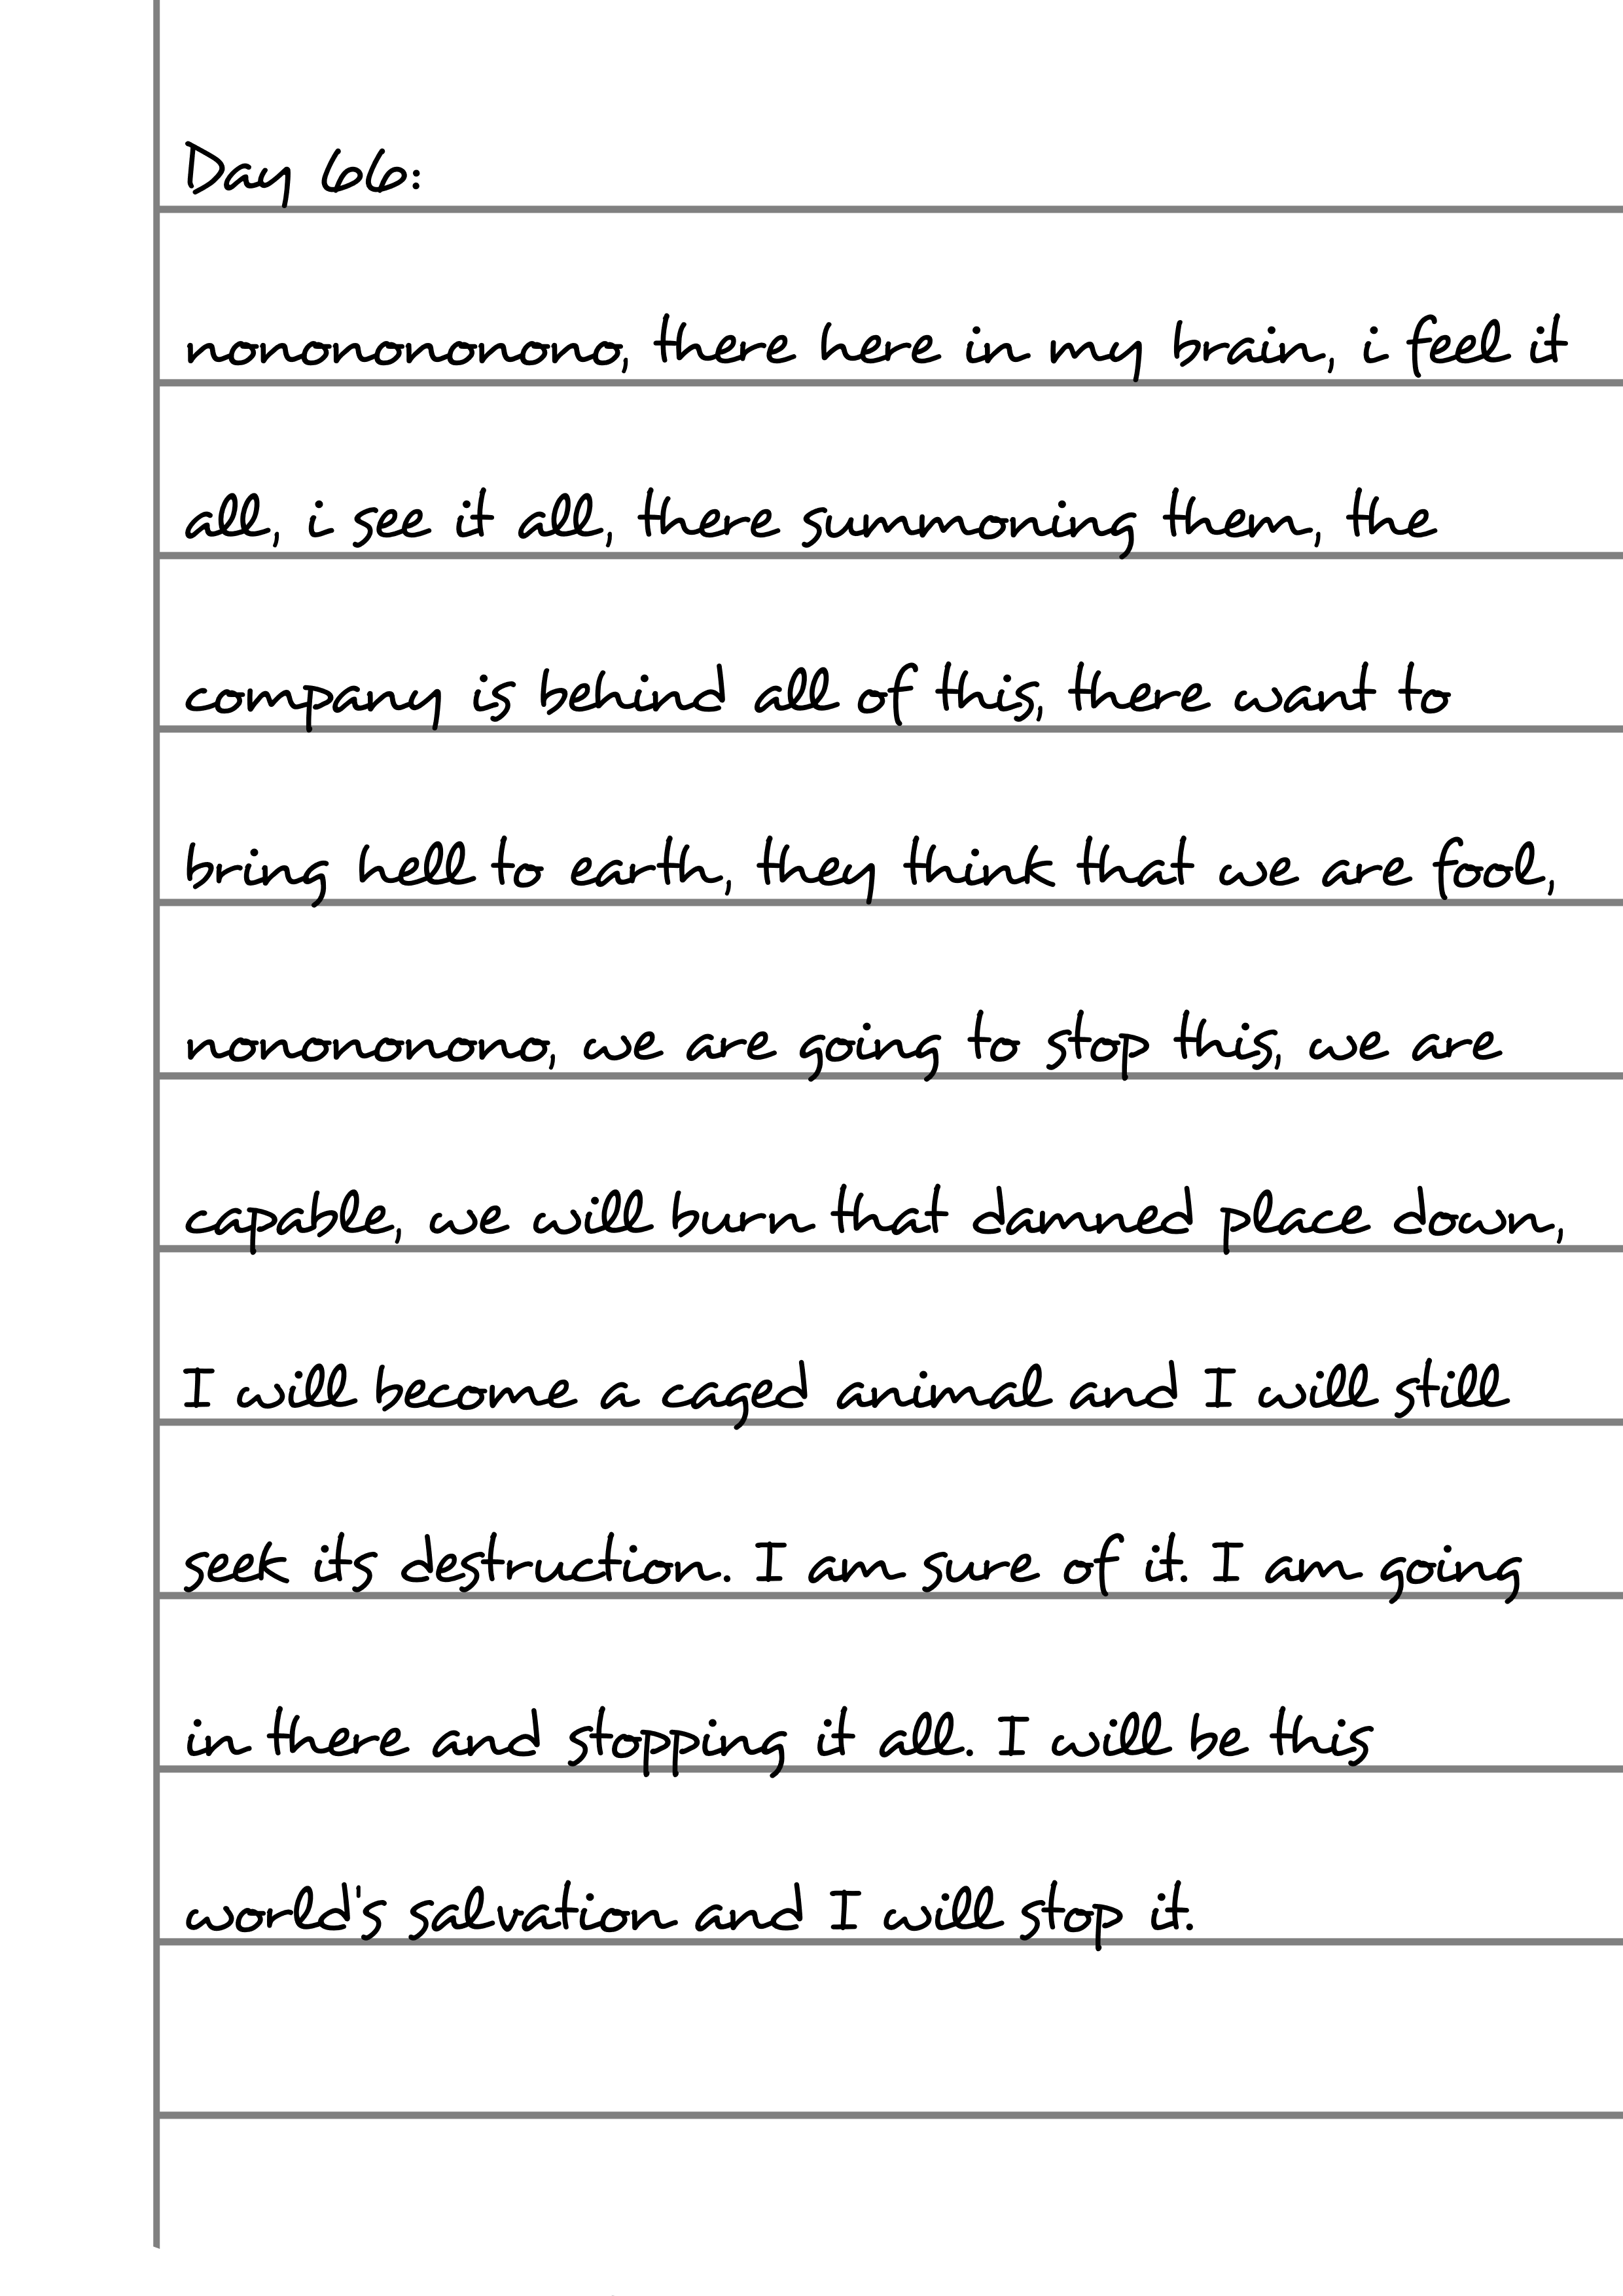 Day 66:
nononononono, there here in my brain, i feel it
all, i see it all, there summoning them, the
company is behind all of this, there want to
bring hell to earth, they think that we are fool,
nonononono, we are going to stop this, we are
capable, we will burn that damned place down,
I will become a caged animal and I will still
seek its destruction. I am sure of it. I am going
in there and stopping it all. I will be this
world's salvation and I will stop it.